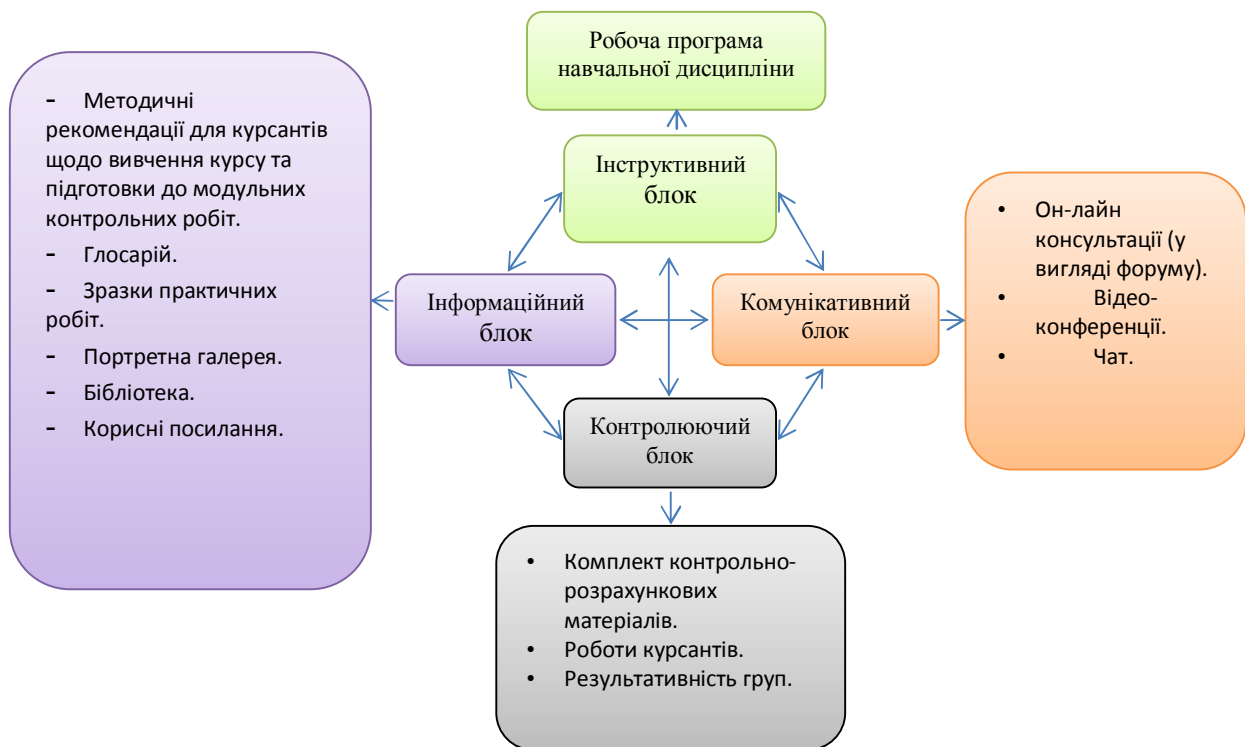 Робоча програма
навчальної дисципліни
- Методичні
рекомендації для курсантів
щодо вивчення курсу та
підготовки до модульних
контрольних робіт.
- Глосарій.
- Зразки практичних
робіт.
- Портретна галерея.
- Бібліотека.
- Корисні посилання.
Інструктивний
блок
Інформаційний
блок
Комунікативний
блок
• Он-лайн
консультації (у
вигляді форуму).
• Відео-
конференції.
• Чат.
Контролюючий
блок
• Комплект контрольно-
розрахункових
матеріалів.
• Роботи курсантів.
• Результативність груп.